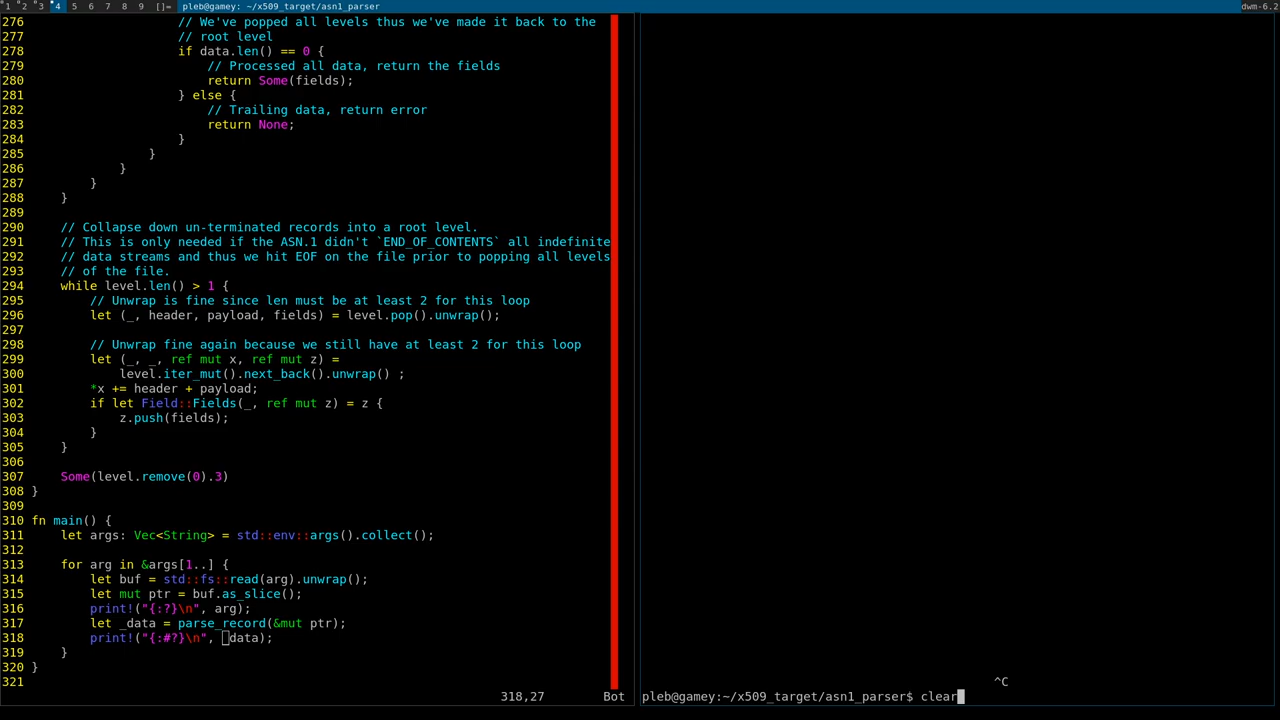 1 2 3 4 5 6 7 8 9 []= pleb@gamey: ~/x509_target/asn1_parser dwm-6.2
276                     // We've popped all levels thus we've made it back to the
277                     // root level
278                     if data.len() == 0 {
279                         // Processed all data, return the fields
280                         return Some(fields);
281                     } else {
282                         // Trailing data, return error
283                         return None;
284                     }
285                 }
286             }
287         }
288     }
289
290     // Collapse down un-terminated records into a root level.
291     // This is only needed if the ASN.1 didn't `END_OF_CONTENTS` all indefinite
292     // data streams and thus we hit EOF on the file prior to popping all levels
293     // of the file.
294     while level.len() > 1 {
295         // Unwrap is fine since len must be at least 2 for this loop
296         let (_, header, payload, fields) = level.pop().unwrap();
297
298         // Unwrap fine again because we still have at least 2 for this loop
299         let (_, _, ref mut x, ref mut z) =
300             level.iter_mut().next_back().unwrap() ;
301         *x += header + payload;
302         if let Field::Fields(_, ref mut z) = z {
303             z.push(fields);
304         }
305     }
306
307     Some(level.remove(0).3)
308 }
309
310 fn main() {
311     let args: Vec<String> = std::env::args().collect();
312
313     for arg in &args[1..] {
314         let buf = std::fs::read(arg).unwrap();
315         let mut ptr = buf.as_slice();
316         print!("{:?}\n", arg);
317         let _data = parse_record(&mut ptr);
318         print!("{:#?}\n", _data);
319     }
320 }
321
318,27 Bot
^C
pleb@gamey:~/x509_target/asn1_parser$ clear